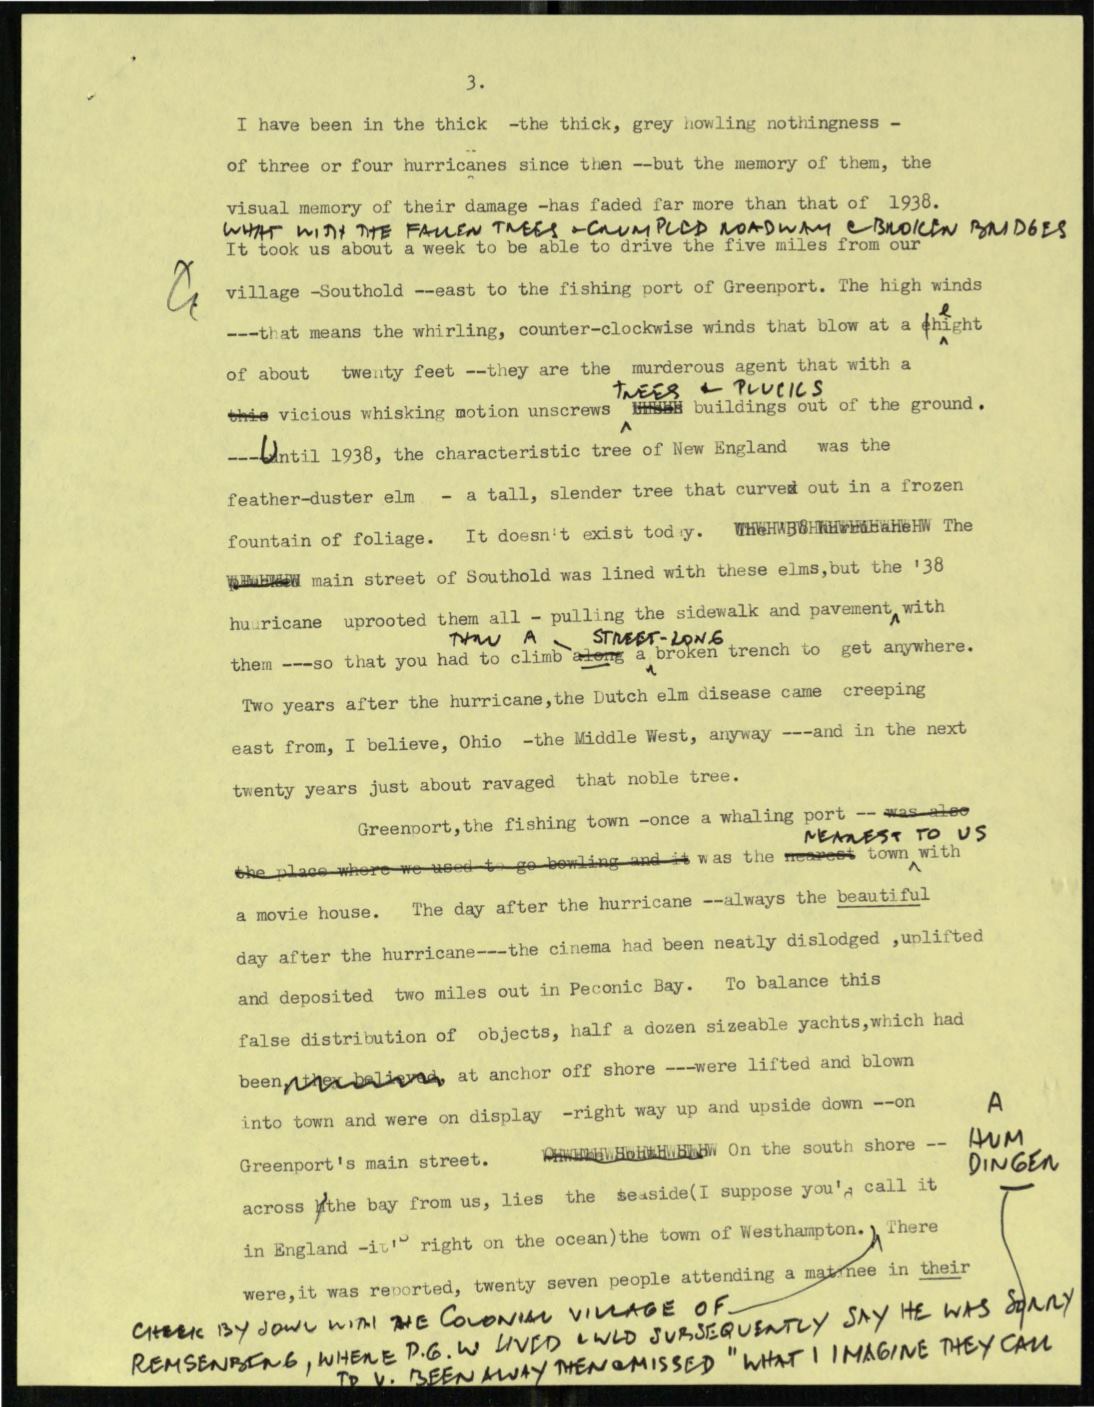 3.
I have been in the thick -the thick, grey howling nothingness -
of three or four hurricanes since then --but the memory of them, the
visual memory of their damage -has faded far more than that of 1938.
WHAT WITH THE FALLEN TREES & CRUMPLED ROADWAY & BROKEN BRIDGES
It took us about a week to be able to drive the five miles from our
village -Southold --east to the fishing port of Greenport. The high winds
---that means the whirling, counter-clockwise winds that blow at a height
of about twenty feet --they are the murderous agent that with a
TREES & PLUCKS
this vicious whisking motion unscrews buildings out of the ground.
---Until 1938, the characteristic tree of New England was the
feather-duster elm - a tall, slender tree that curved out in a frozen
fountain of foliage. It doesn't exist today. The '38 hurricane The
main street of Southold was lined with these elms,but the '38
hurricane uprooted them all - pulling the sidewalk and pavement with
THRU A STREET-LONG
them ---so that you had to climb along a broken trench to get anywhere.
Two years after the hurricane,the Dutch elm disease came creeping
east from, I believe, Ohio -the Middle West, anyway ---and in the next
twenty years just about ravaged that noble tree.
Greenport,the fishing town -once a whaling port -- was also
NEAREST TO US
the place where we used to go bowling and it was the nearest town with
a movie house. The day after the hurricane --always the beautiful
day after the hurricane---the cinema had been neatly dislodged ,uplifted
and deposited two miles out in Peconic Bay. To balance this
false distribution of objects, half a dozen sizeable yachts,which had
been, they believed, at anchor off shore ---were lifted and blown
into town and were on display -right way up and upside down --on
Greenport's main street. On the south shore --
across the bay from us, lies the seaside(I suppose you'd call it
in England -it's right on the ocean)the town of Westhampton. There
were,it was reported, twenty seven people attending a matinee in their
CHEEK BY JOWL WITH THE COLONIAL VILLAGE OF
REMSENBERG, WHERE P.G.W LIVED & WLD SUBSEQUENTLY SAY HE WAS SORRY
TO V. BEEN AWAY THEN & MISSED "WHAT I IMAGINE THEY CALL
A
HUM
DINGER